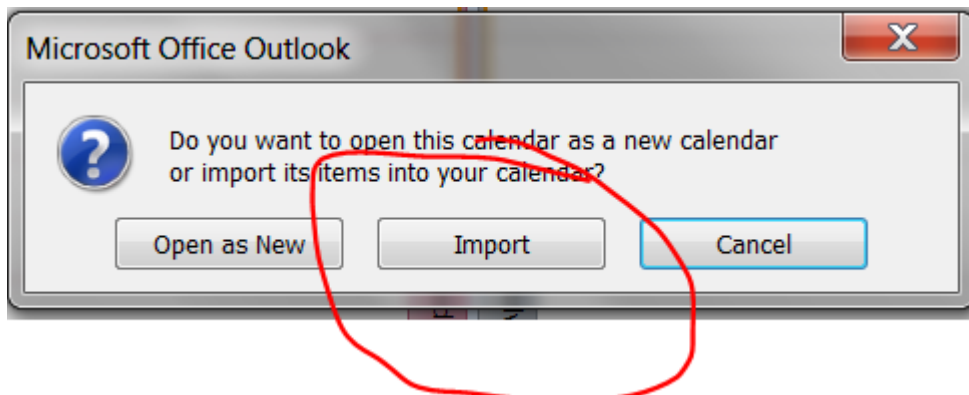 Microsoft Office Outlook
Do you want to open this calendar as a new calendar
or import its items into your calendar?
Open as New
Import
Cancel